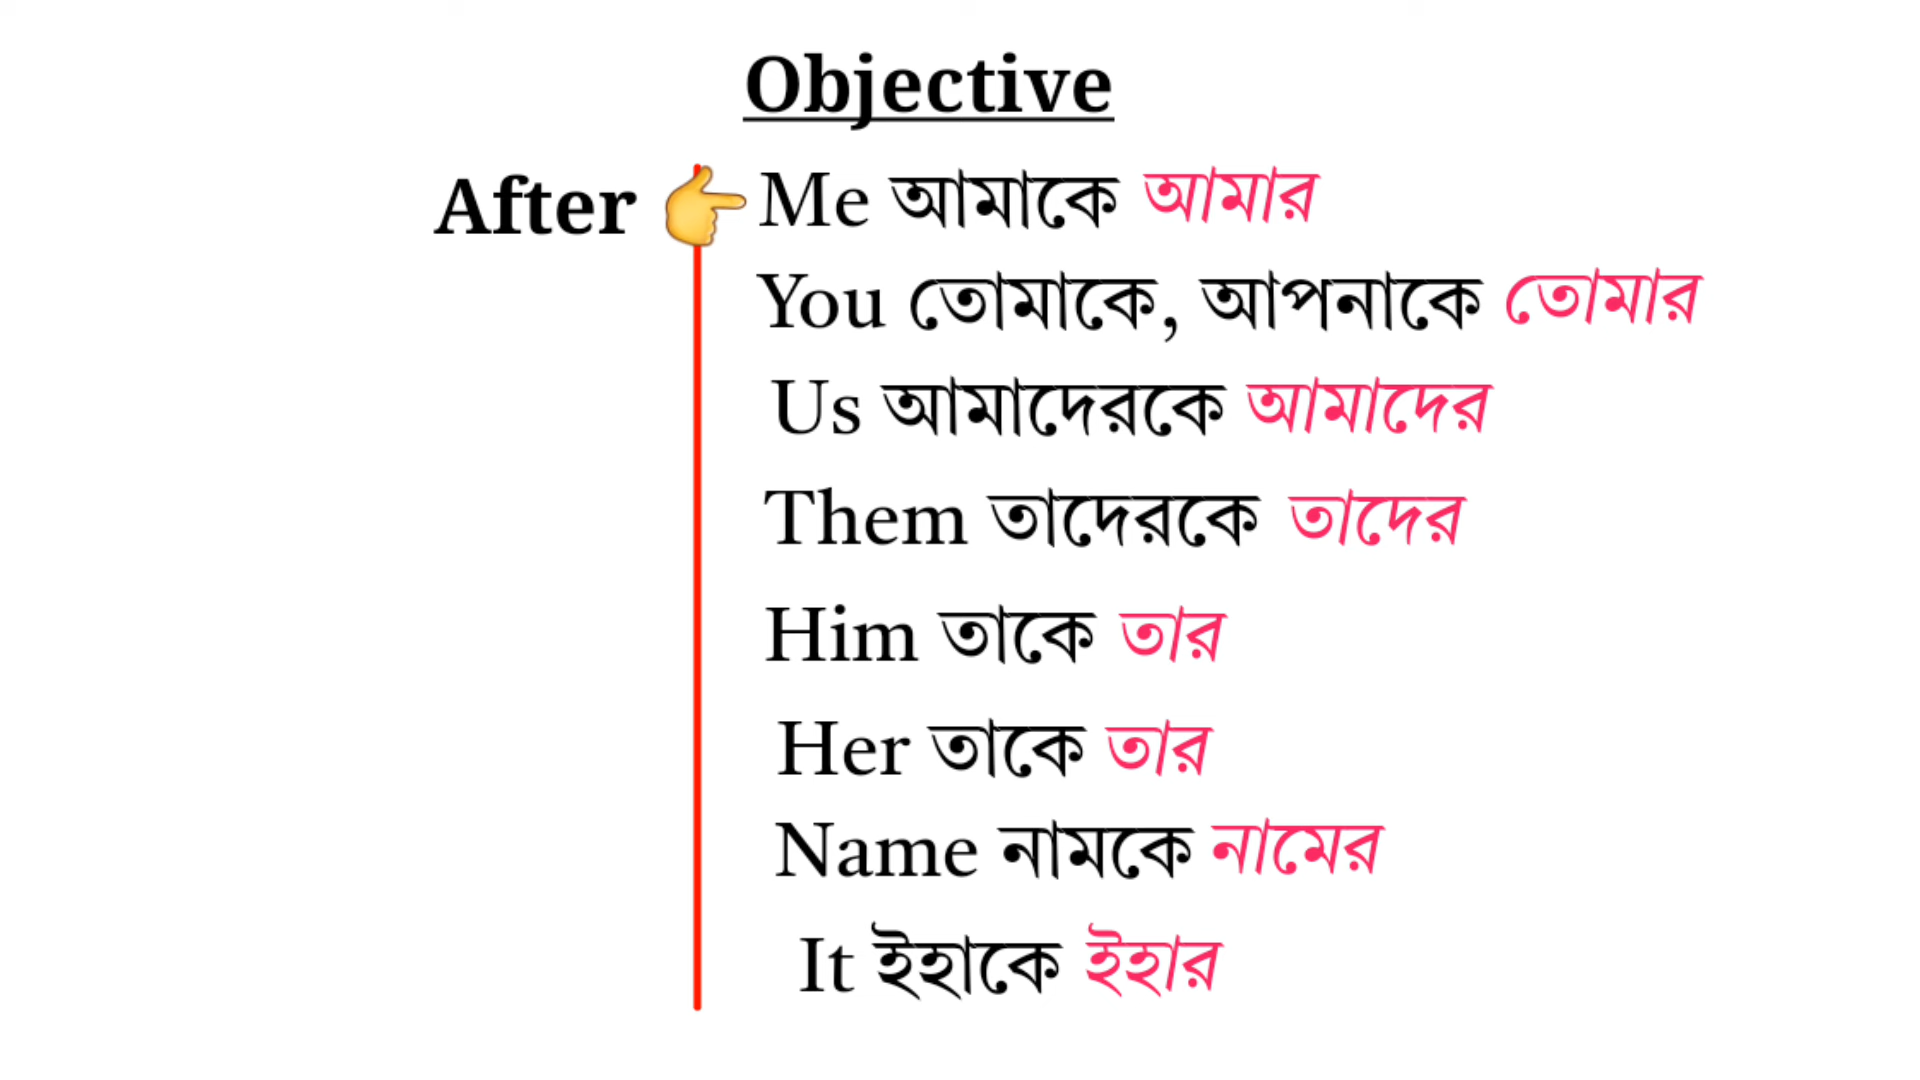 Objective
After 👉 Me আমাকে আমার
You তোমাকে, আপনাকে তোমার
Us আমাদেরকে আমাদের
Them তাদেরকে তাদের
Him তাকে তার
Her তাকে তার
Name নামকে নামের
It ইহাকে ইহার